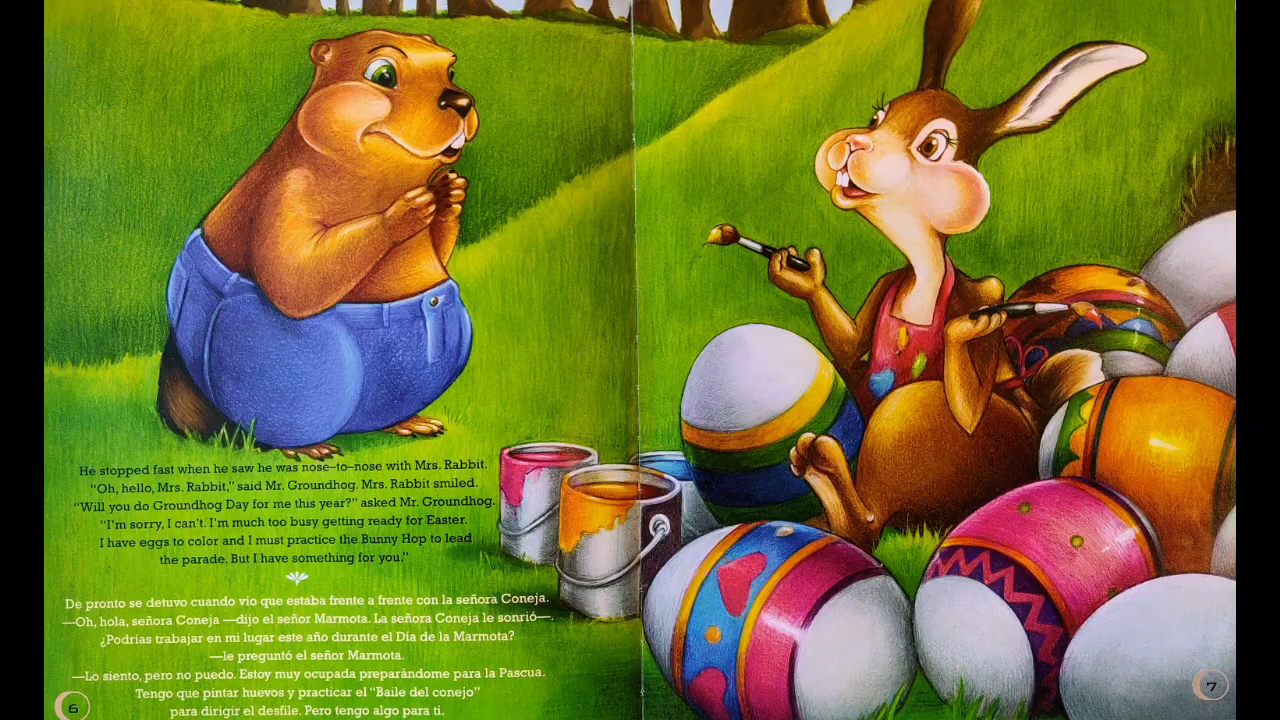 He stopped fast when he saw he was nose-to-nose with Mrs. Rabbit.
"Oh, hello, Mrs. Rabbit," said Mr. Groundhog. Mrs. Rabbit smiled.
"Will you do Groundhog Day for me this year?" asked Mr. Groundhog.
"I'm sorry, I can't. I'm much too busy getting ready for Easter.
I have eggs to color and I must practice the Bunny Hop to lead
the parade. But I have something for you."
De pronto se detuvo cuando vio que estaba frente a frente con la señora Coneja.
—Oh, hola, señora Coneja —dijo el señor Marmota. La señora Coneja le sonrió—.
¿Podrías trabajar en mi lugar este año durante el Día de la Marmota?
—le preguntó el señor Marmota.
—Lo siento, pero no puedo. Estoy muy ocupada preparándome para la Pascua.
Tengo que pintar huevos y practicar el "Baile del conejo"
para dirigir el desfile. Pero tengo algo para ti.
6
7